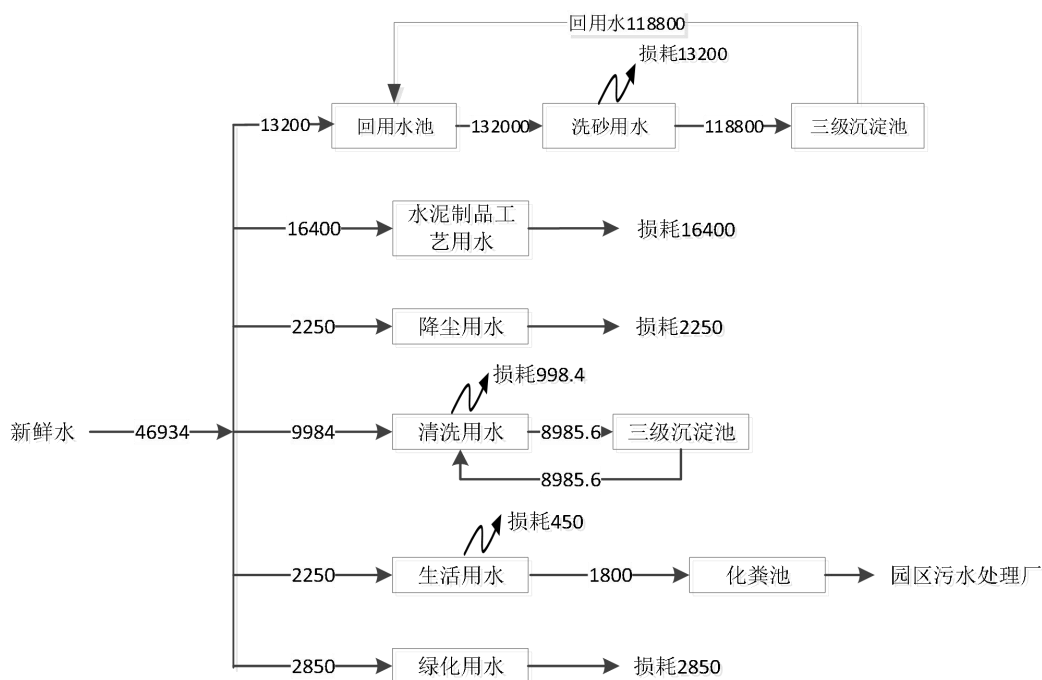 回用水118800
损耗13200
13200
回用水池
132000
洗砂用水
118800
三级沉淀池
16400
水泥制品工
艺用水
损耗16400
2250
降尘用水
损耗2250
损耗998.4
新鲜水
46934
9984
清洗用水
8985.6
三级沉淀池
8985.6
损耗450
2250
生活用水
1800
化粪池
园区污水处理厂
2850
绿化用水
损耗2850